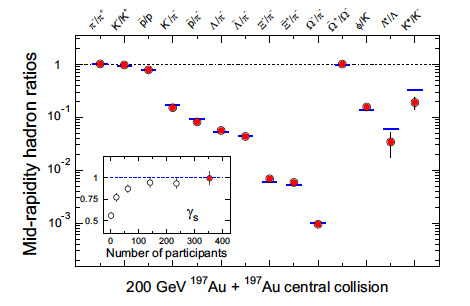 π⁻/π⁺ K⁻/K⁺ p̄/p K⁻/π⁻ p̄/π⁻ Λ/π⁻ Λ̄/π⁻ Ξ⁻/π⁻ Ξ̄⁺/π⁻ Ω⁻/π⁻ Ω̄⁺/Ω⁻ ϕ/K⁻ Λ*/Λ K*/K⁻
Mid-rapidity hadron ratios
1
10⁻¹
10⁻²
10⁻³
1
0.75
0.5
γs
0 100 200 300 400
Number of participants
200 GeV ¹⁹⁷Au + ¹⁹⁷Au central collision